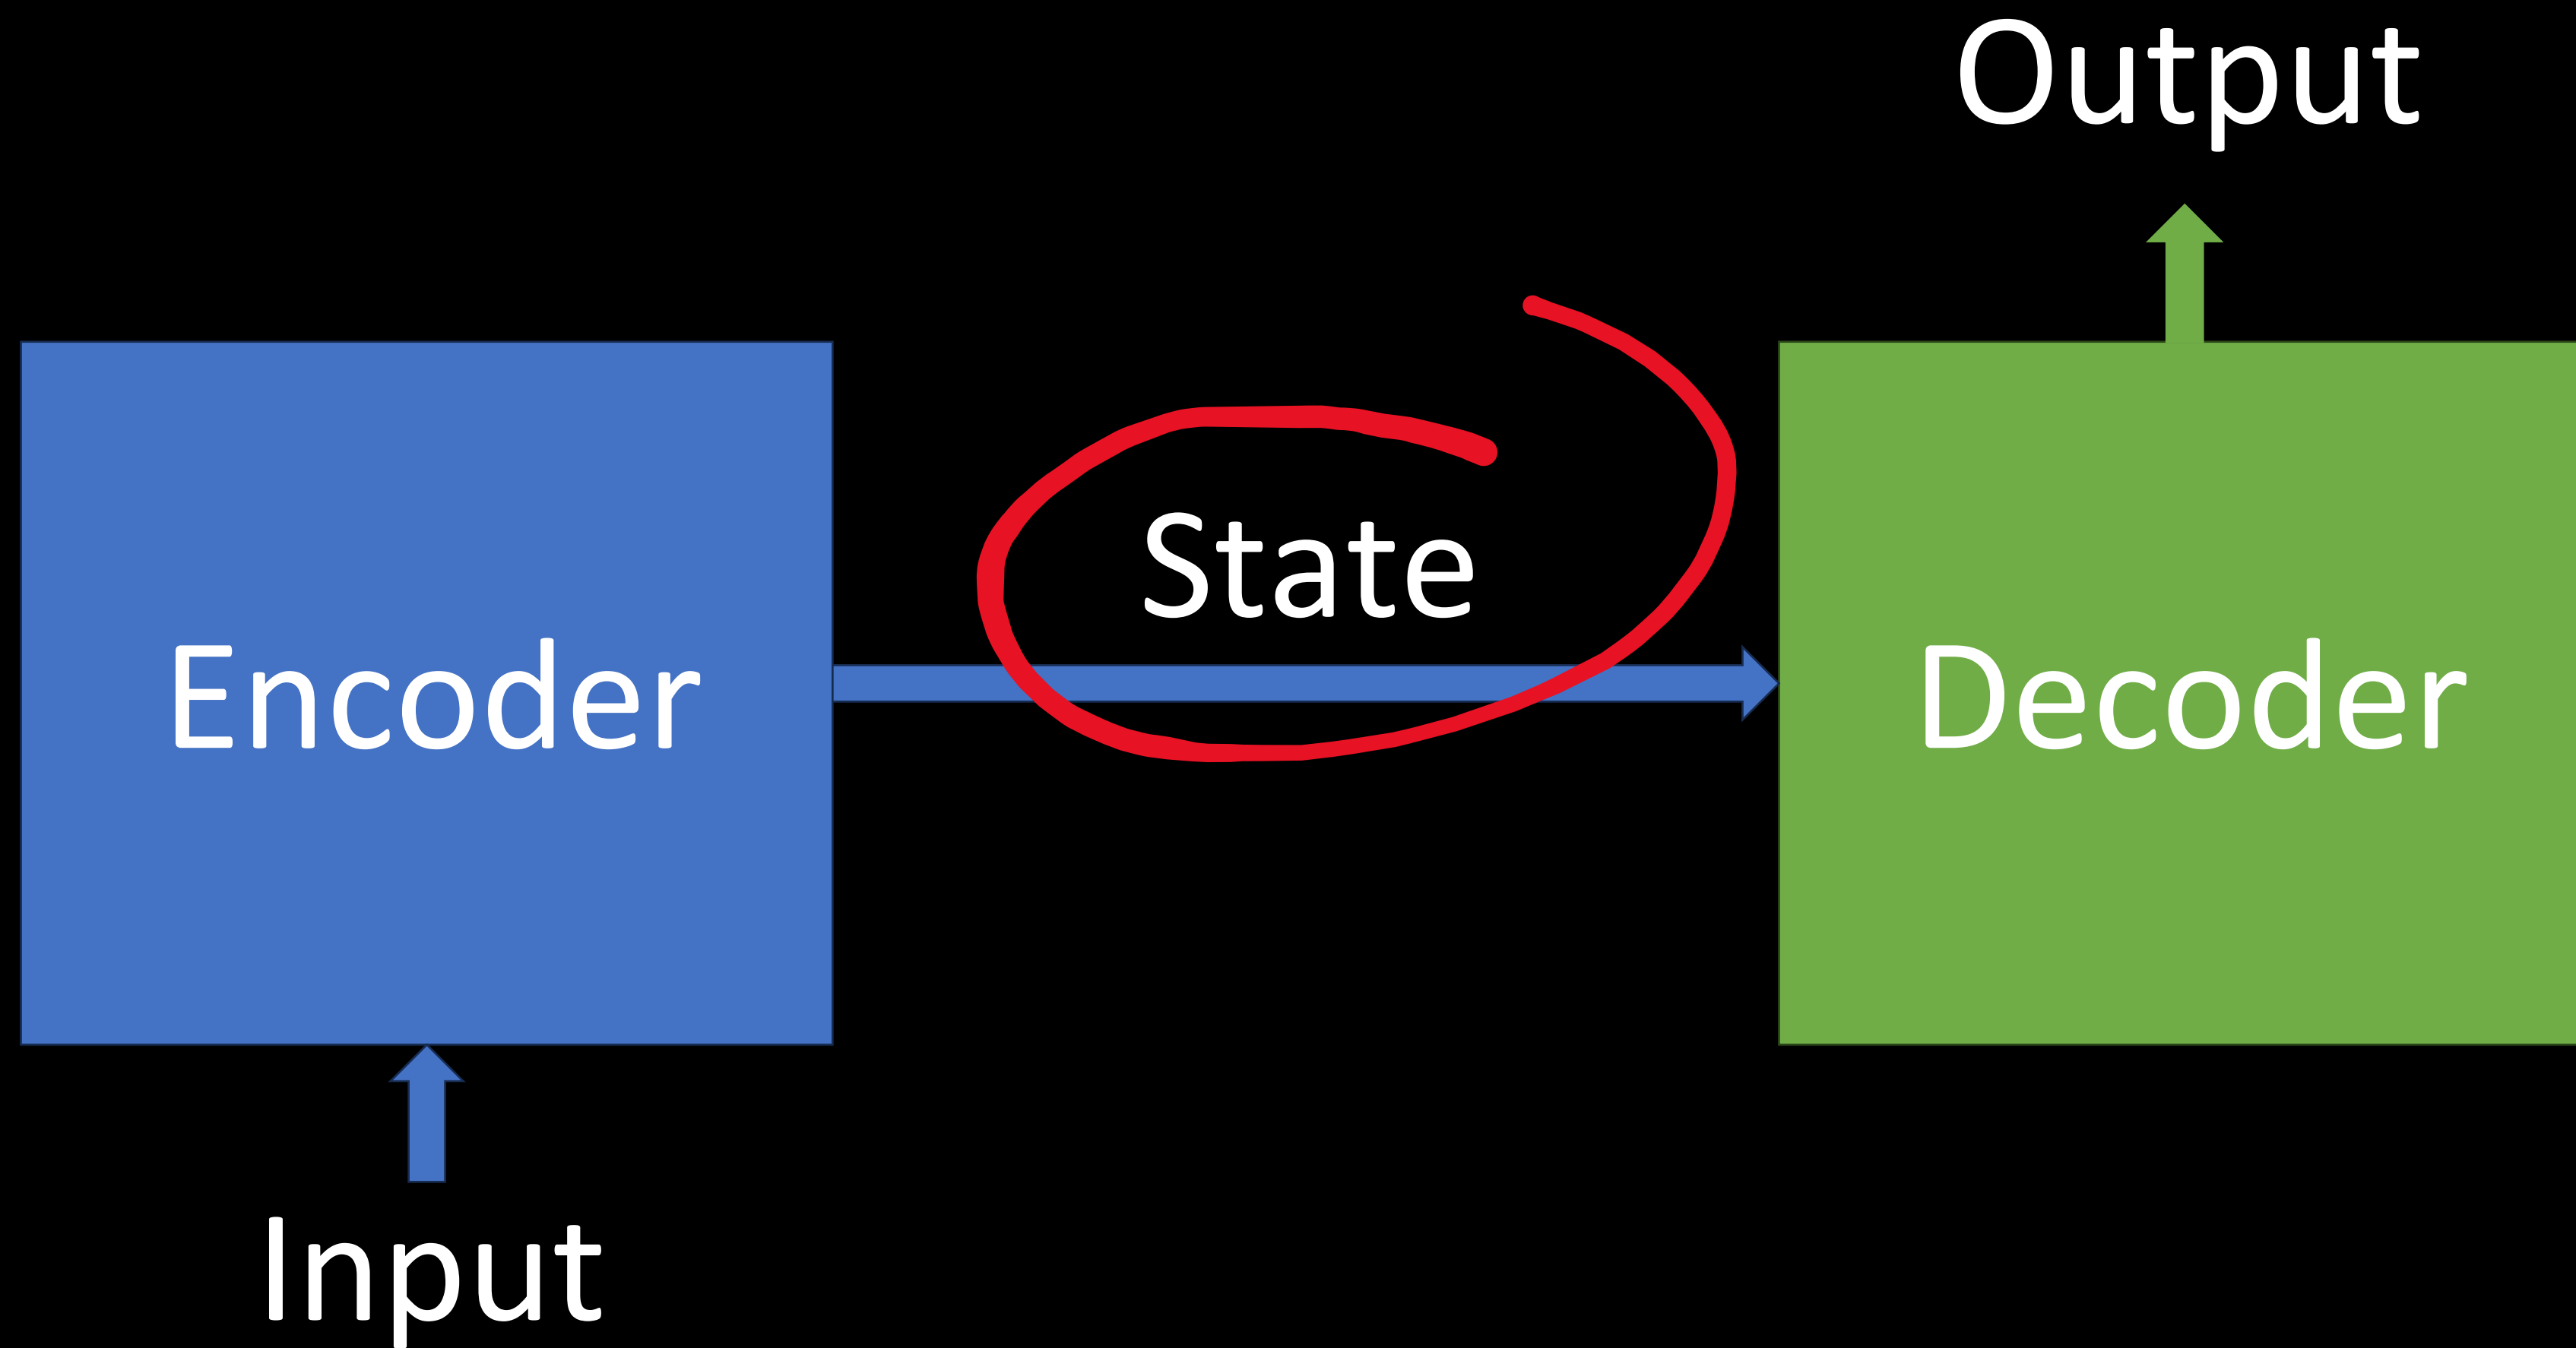 Output
State
Encoder
Decoder
Input